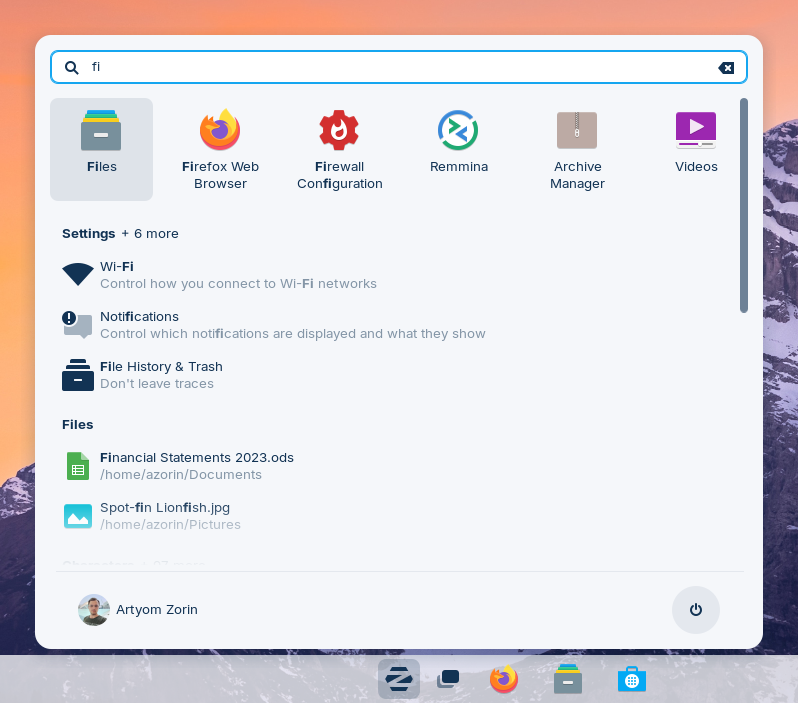 fi
Files
Firefox Web
Browser
Firewall
Configuration
Remmina
Archive
Manager
Videos
Settings + 6 more
Wi-Fi
Control how you connect to Wi-Fi networks
Notifications
Control which notifications are displayed and what they show
File History & Trash
Don't leave traces
Files
Financial Statements 2023.ods
/home/azorin/Documents
Spot-fin Lionfish.jpg
/home/azorin/Pictures
Artyom Zorin